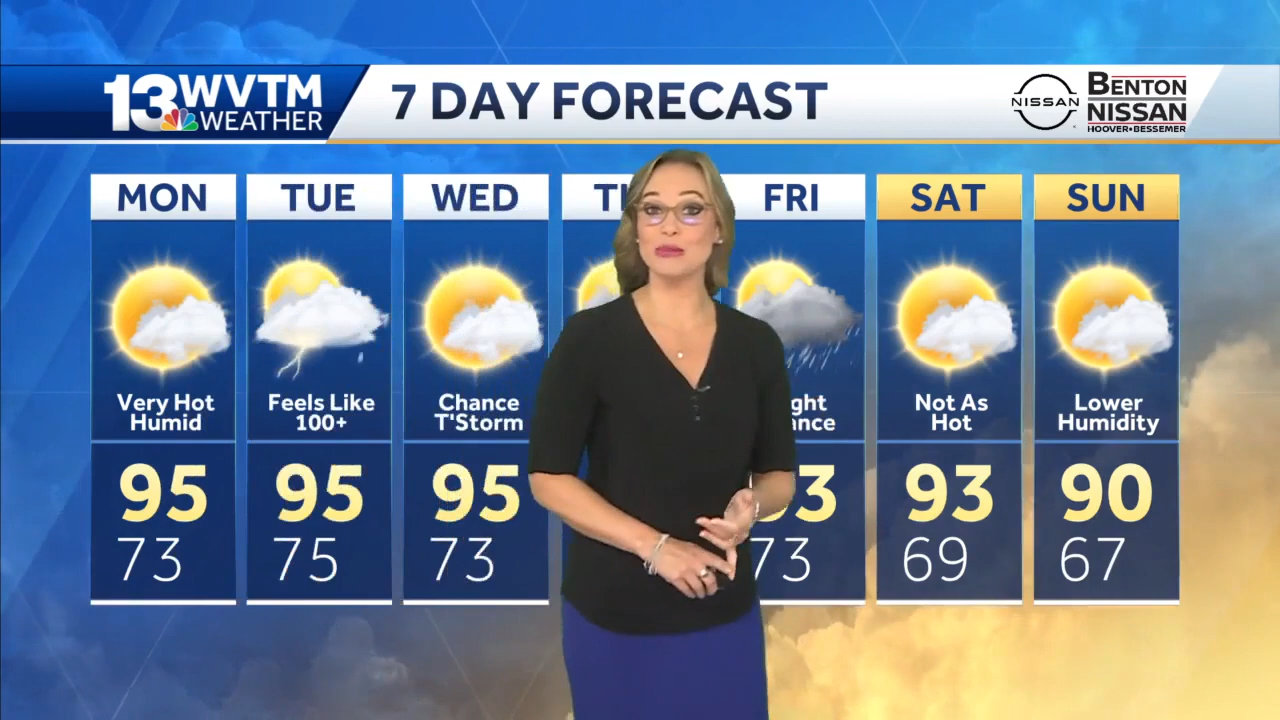 13 WVTM
WEATHER
7 DAY FORECAST
NISSAN
BENTON
NISSAN
HOOVER•BESSEMER
MON
TUE
WED
FRI
SAT
SUN
Very Hot
Humid
Feels Like
100+
Chance
T'Storm
Not As
Hot
Lower
Humidity
95
95
95
93
90
73
75
73
73
69
67